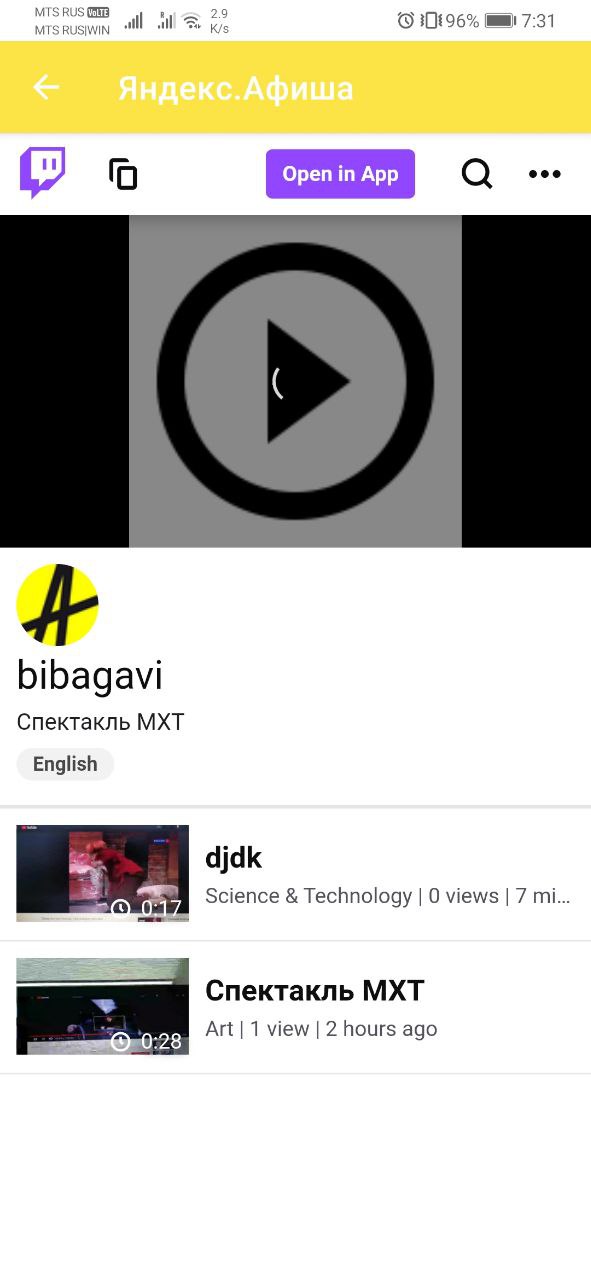 MTS RUS VoLTE
MTS RUS|WIN
R
2.9
K/s
96%
7:31
Яндекс.Афиша
Open in App
bibagavi
Спектакль МХТ
English
0:17
djdk
Science & Technology | 0 views | 7 mi...
0:28
Спектакль МХТ
Art | 1 view | 2 hours ago